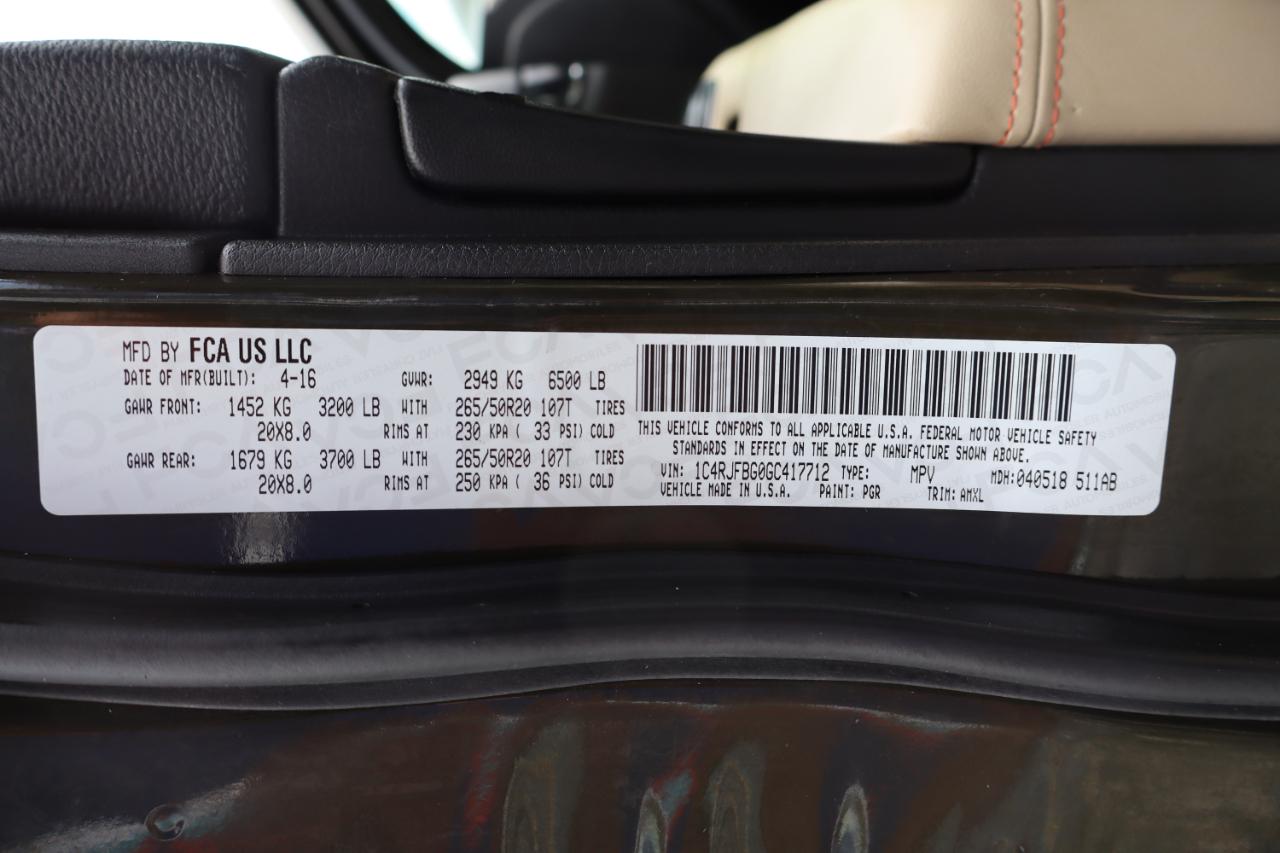 MFD BY FCA US LLC
DATE OF MFR(BUILT): 4-16 GVWR: 2949 KG 6500 LB
GAWR FRONT: 1452 KG 3200 LB WITH 265/50R20 107T TIRES
20X8.0 RIMS AT 230 KPA ( 33 PSI) COLD
GAWR REAR: 1679 KG 3700 LB WITH 265/50R20 107T TIRES
20X8.0 RIMS AT 250 KPA ( 36 PSI) COLD
THIS VEHICLE CONFORMS TO ALL APPLICABLE U.S.A. FEDERAL MOTOR VEHICLE SAFETY
STANDARDS IN EFFECT ON THE DATE OF MANUFACTURE SHOWN ABOVE.
VIN: 1C4RJFBG0GC417712 TYPE: MPV MDH:040518 511AB
VEHICLE MADE IN U.S.A. PAINT: PGR TRIM: AMXL